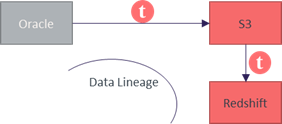 Oracle
t
S3
t
Data Lineage
Redshift